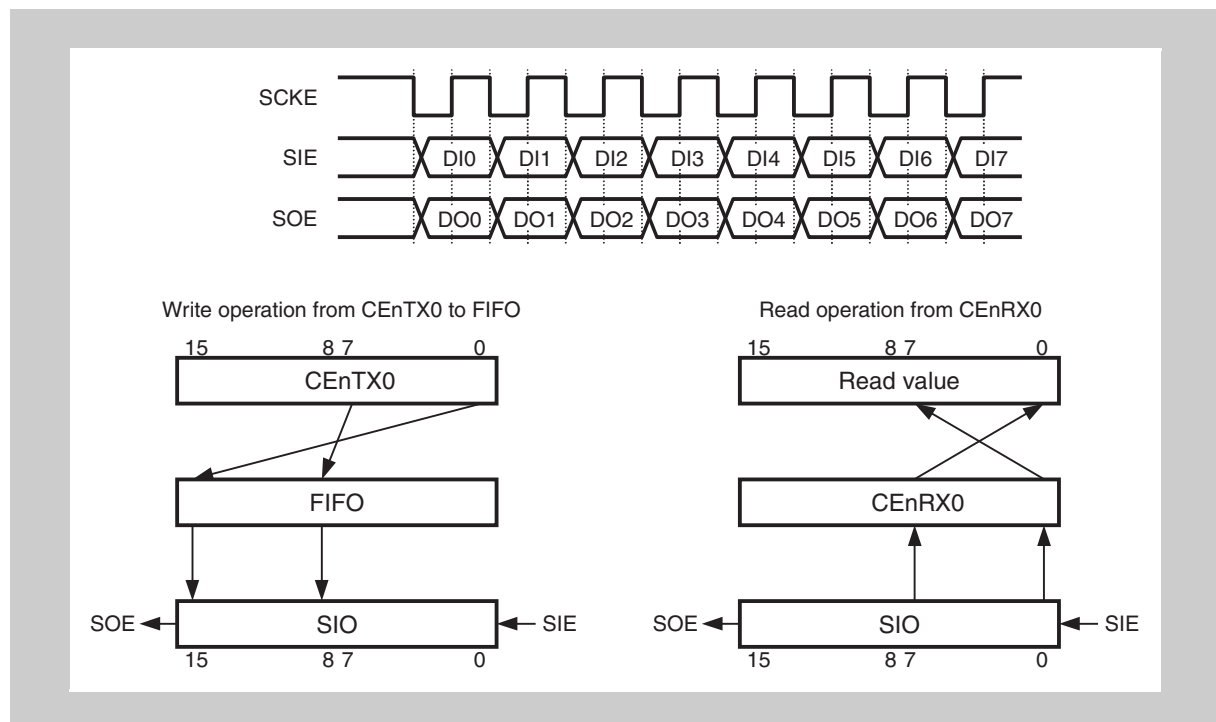 SCKE
SIE DI0 DI1 DI2 DI3 DI4 DI5 DI6 DI7
SOE DO0 DO1 DO2 DO3 DO4 DO5 DO6 DO7
Write operation from CEnTX0 to FIFO
15 8 7 0
CEnTX0
FIFO
SOE SIO SIE
15 8 7 0
Read operation from CEnRX0
15 8 7 0
Read value
CEnRX0
SOE SIO SIE
15 8 7 0